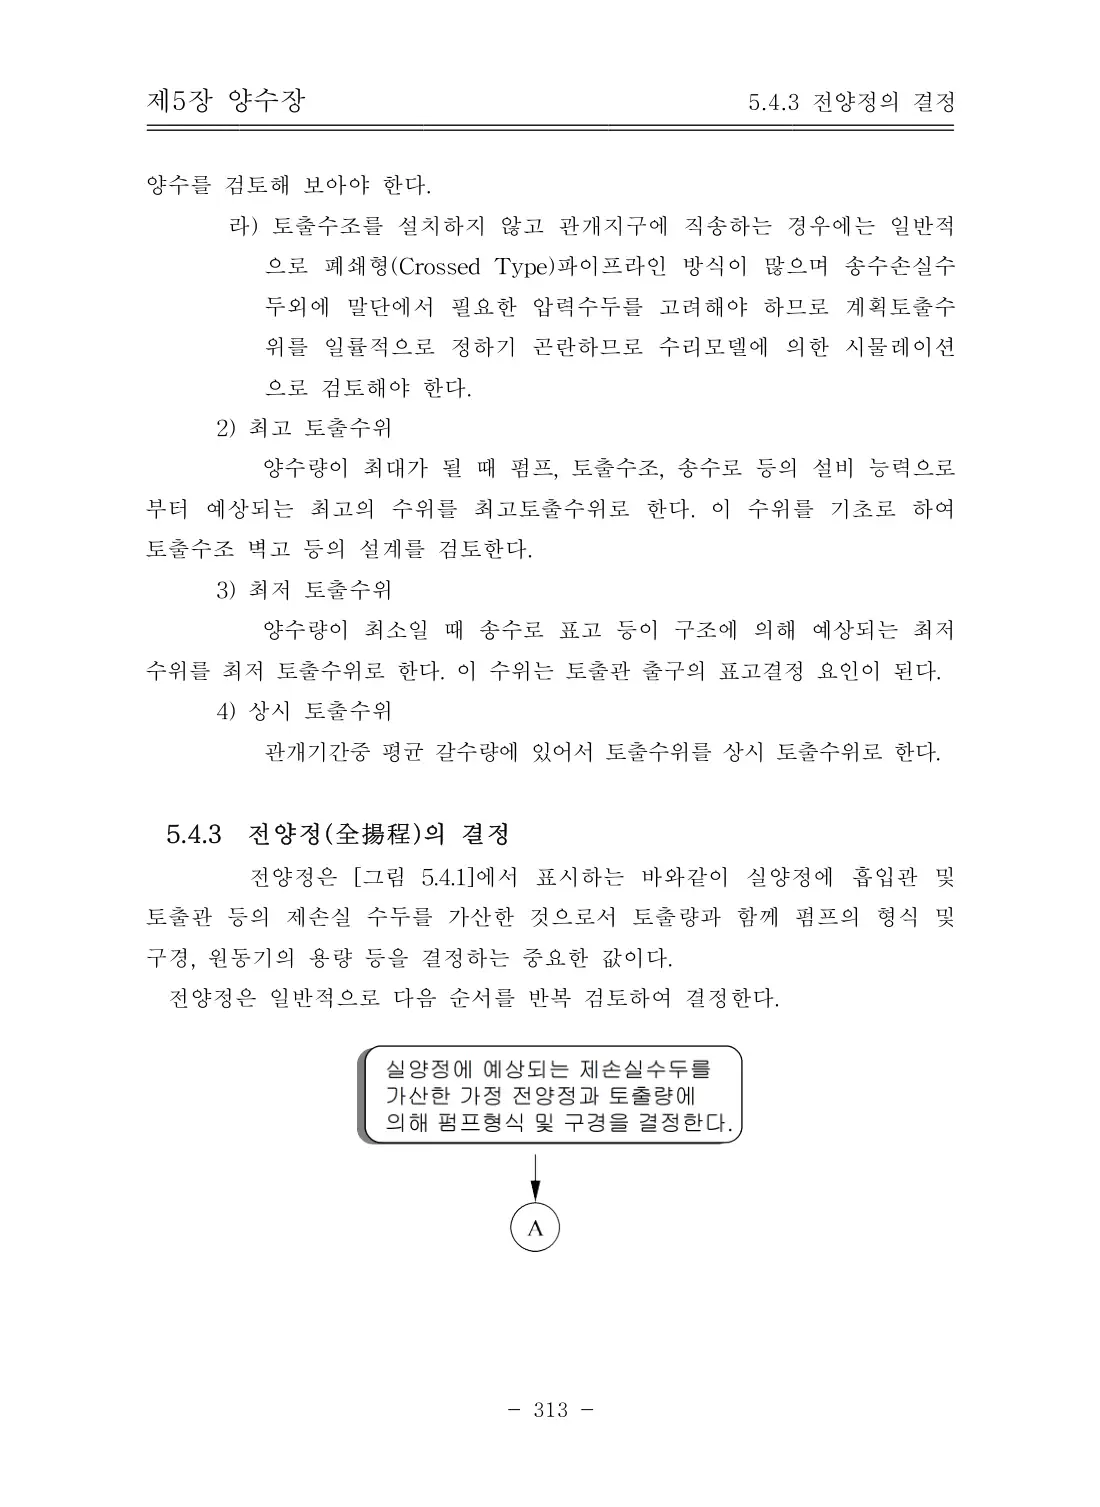 제5장 양수장
5.4.3 전양정의 결정
양수를 검토해 보아야 한다.
라) 토출수조를 설치하지 않고 관개지구에 직송하는 경우에는 일반적
으로 폐쇄형(Crossed Type)파이프라인 방식이 많으며 송수손실수
두외에 말단에서 필요한 압력수두를 고려해야 하므로 계획토출수
위를 일률적으로 정하기 곤란하므로 수리모델에 의한 시물레이션
으로 검토해야 한다.
2) 최고 토출수위
양수량이 최대가 될 때 펌프, 토출수조, 송수로 등의 설비 능력으로
부터 예상되는 최고의 수위를 최고토출수위로 한다. 이 수위를 기초로 하여
토출수조 벽고 등의 설계를 검토한다.
3) 최저 토출수위
양수량이 최소일 때 송수로 표고 등이 구조에 의해 예상되는 최저
수위를 최저 토출수위로 한다. 이 수위는 토출관 출구의 표고결정 요인이 된다.
4) 상시 토출수위
관개기간중 평균 갈수량에 있어서 토출수위를 상시 토출수위로 한다.
5.4.3 전양정(全揚程)의 결정
전양정은 [그림 5.4.1]에서 표시하는 바와같이 실양정에 흡입관 및
토출관 등의 제손실 수두를 가산한 것으로서 토출량과 함께 펌프의 형식 및
구경, 원동기의 용량 등을 결정하는 중요한 값이다.
전양정은 일반적으로 다음 순서를 반복 검토하여 결정한다.
실양정에 예상되는 제손실수두를
가산한 가정 전양정과 토출량에
의해 펌프형식 및 구경을 결정한다.
A
- 313 -